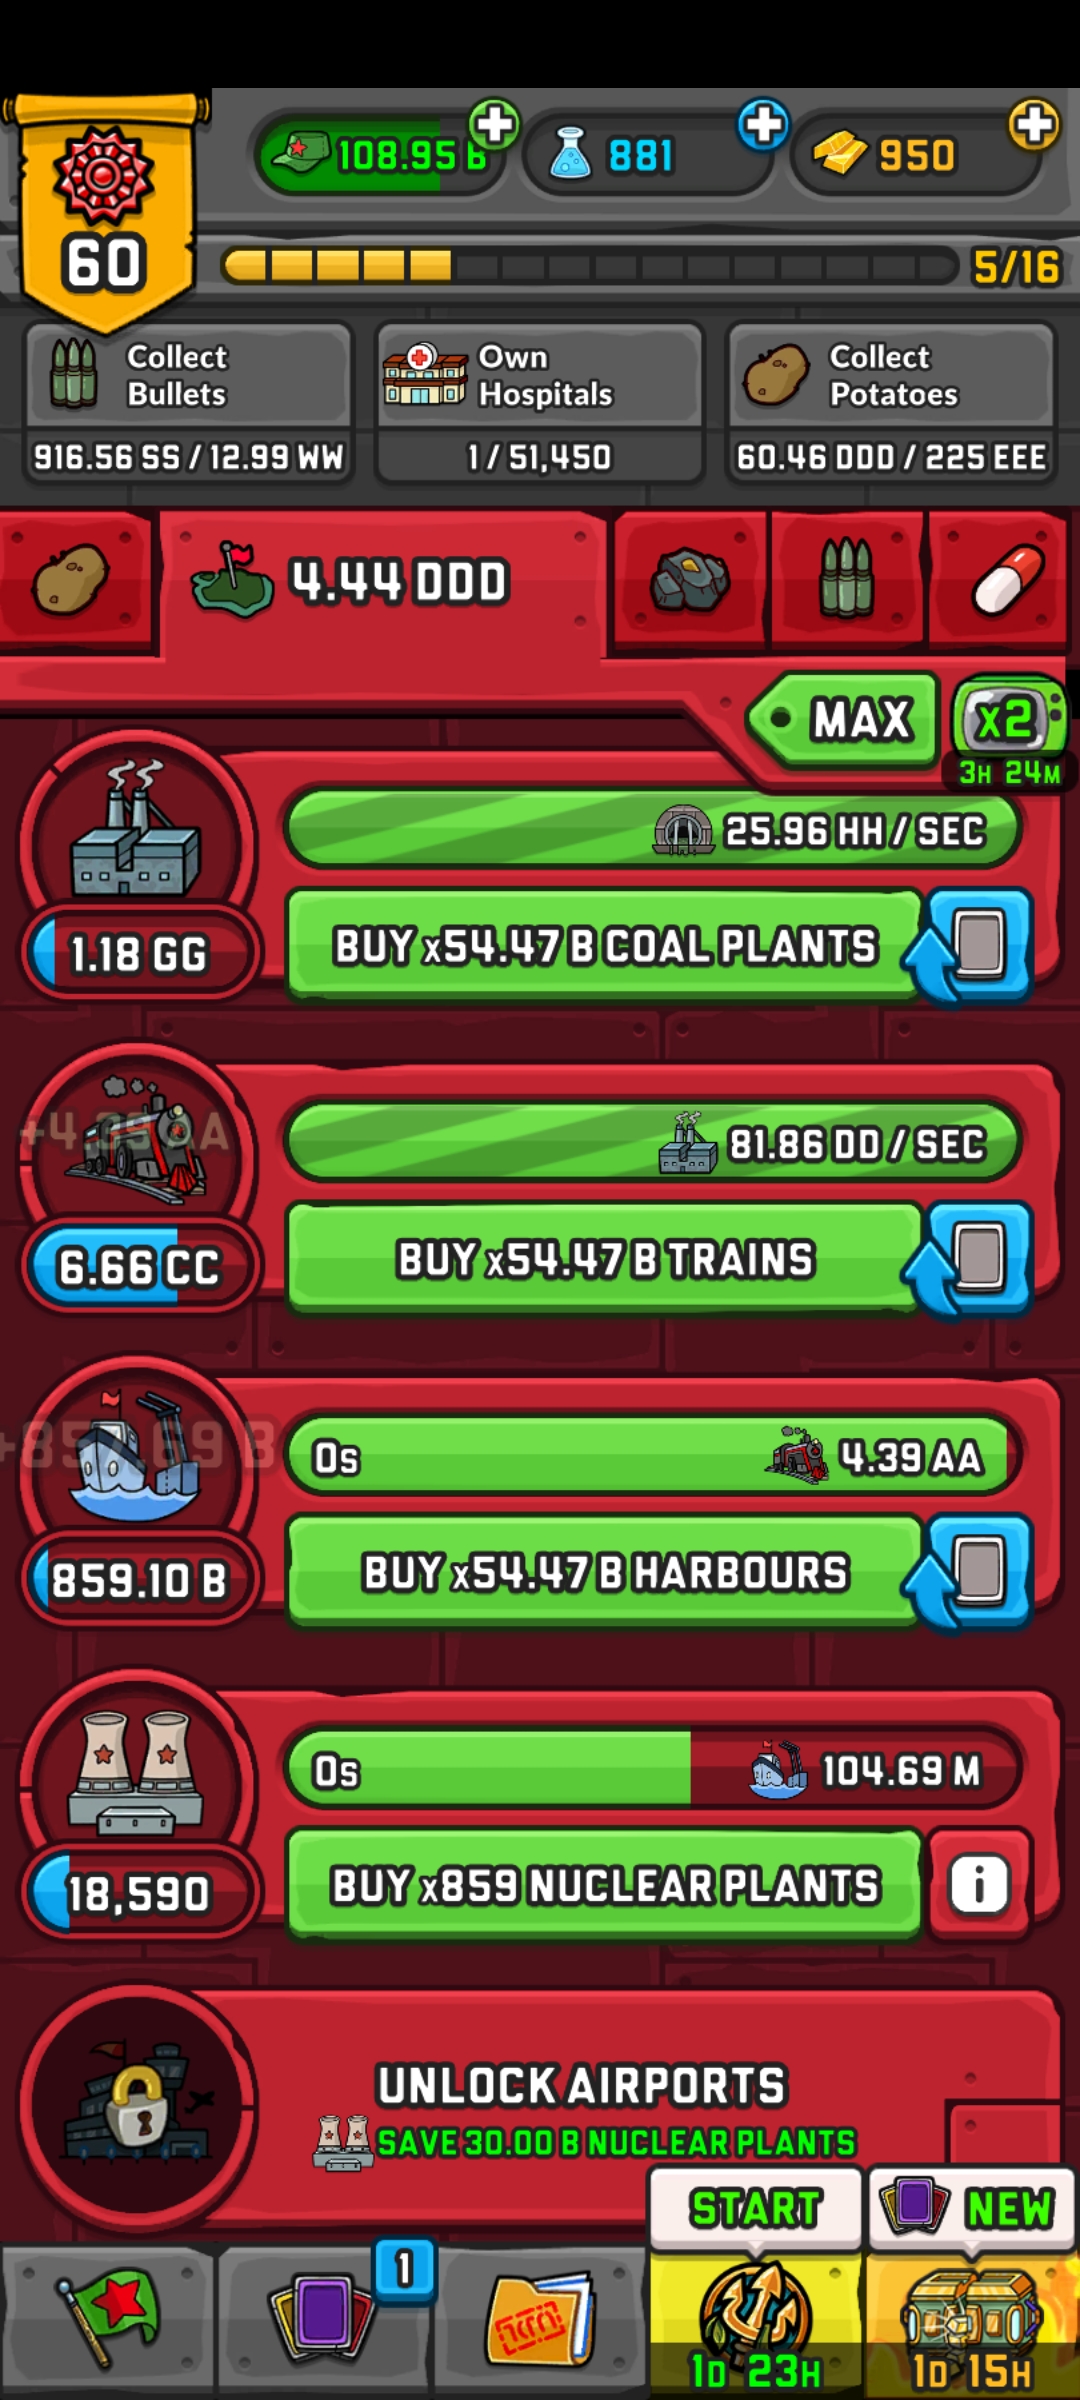 108.95 B
881
950
60
5/16
Collect
Bullets
916.56 SS / 12.99 WW
Own
Hospitals
1 / 51,450
Collect
Potatoes
60.46 DDD / 225 EEE
4.44 DDD
MAX
x2
3H 24M
25.96 HH / SEC
1.18 GG
BUY x54.47 B COAL PLANTS
81.86 DD / SEC
6.66 CC
BUY x54.47 B TRAINS
0s
4.39 AA
859.10 B
BUY x54.47 B HARBOURS
0s
104.69 M
18,590
BUY x859 NUCLEAR PLANTS
i
UNLOCK AIRPORTS
SAVE 30.00 B NUCLEAR PLANTS
START
NEW
1
1D 23H
1D 15H